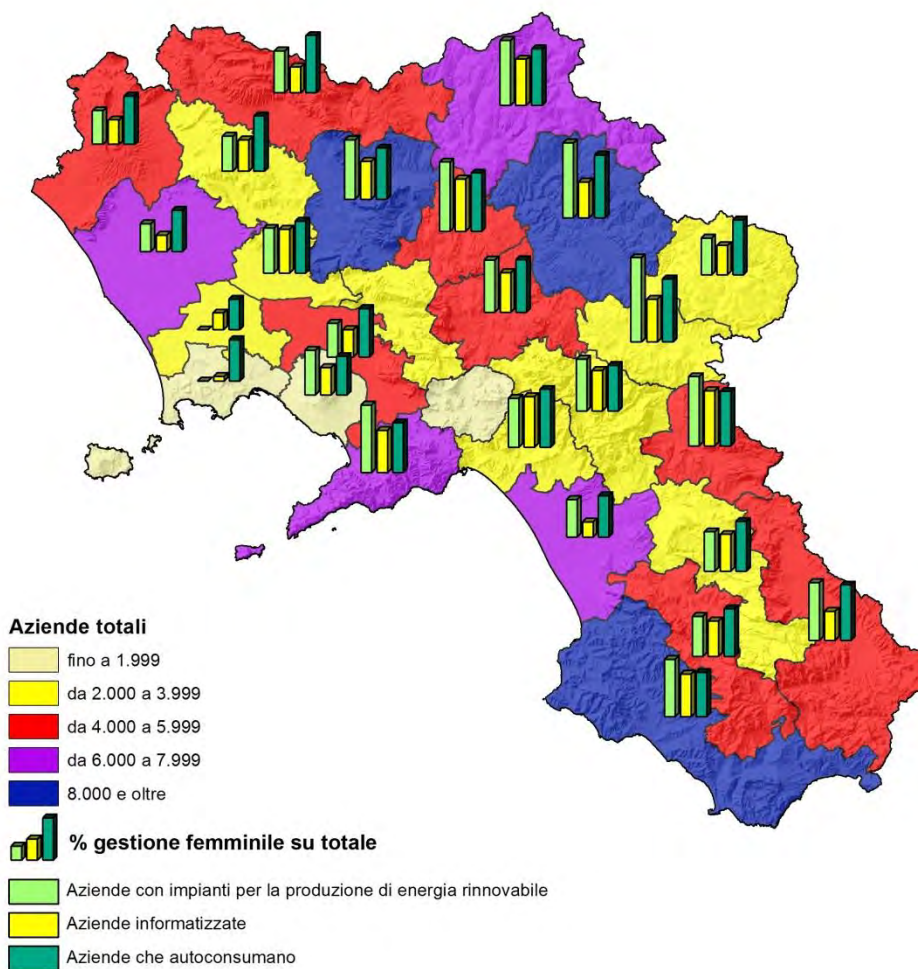 Aziende totali
fino a 1.999
da 2.000 a 3.999
da 4.000 a 5.999
da 6.000 a 7.999
8.000 e oltre
% gestione femminile su totale
Aziende con impianti per la produzione di energia rinnovabile
Aziende informatizzate
Aziende che autoconsumano